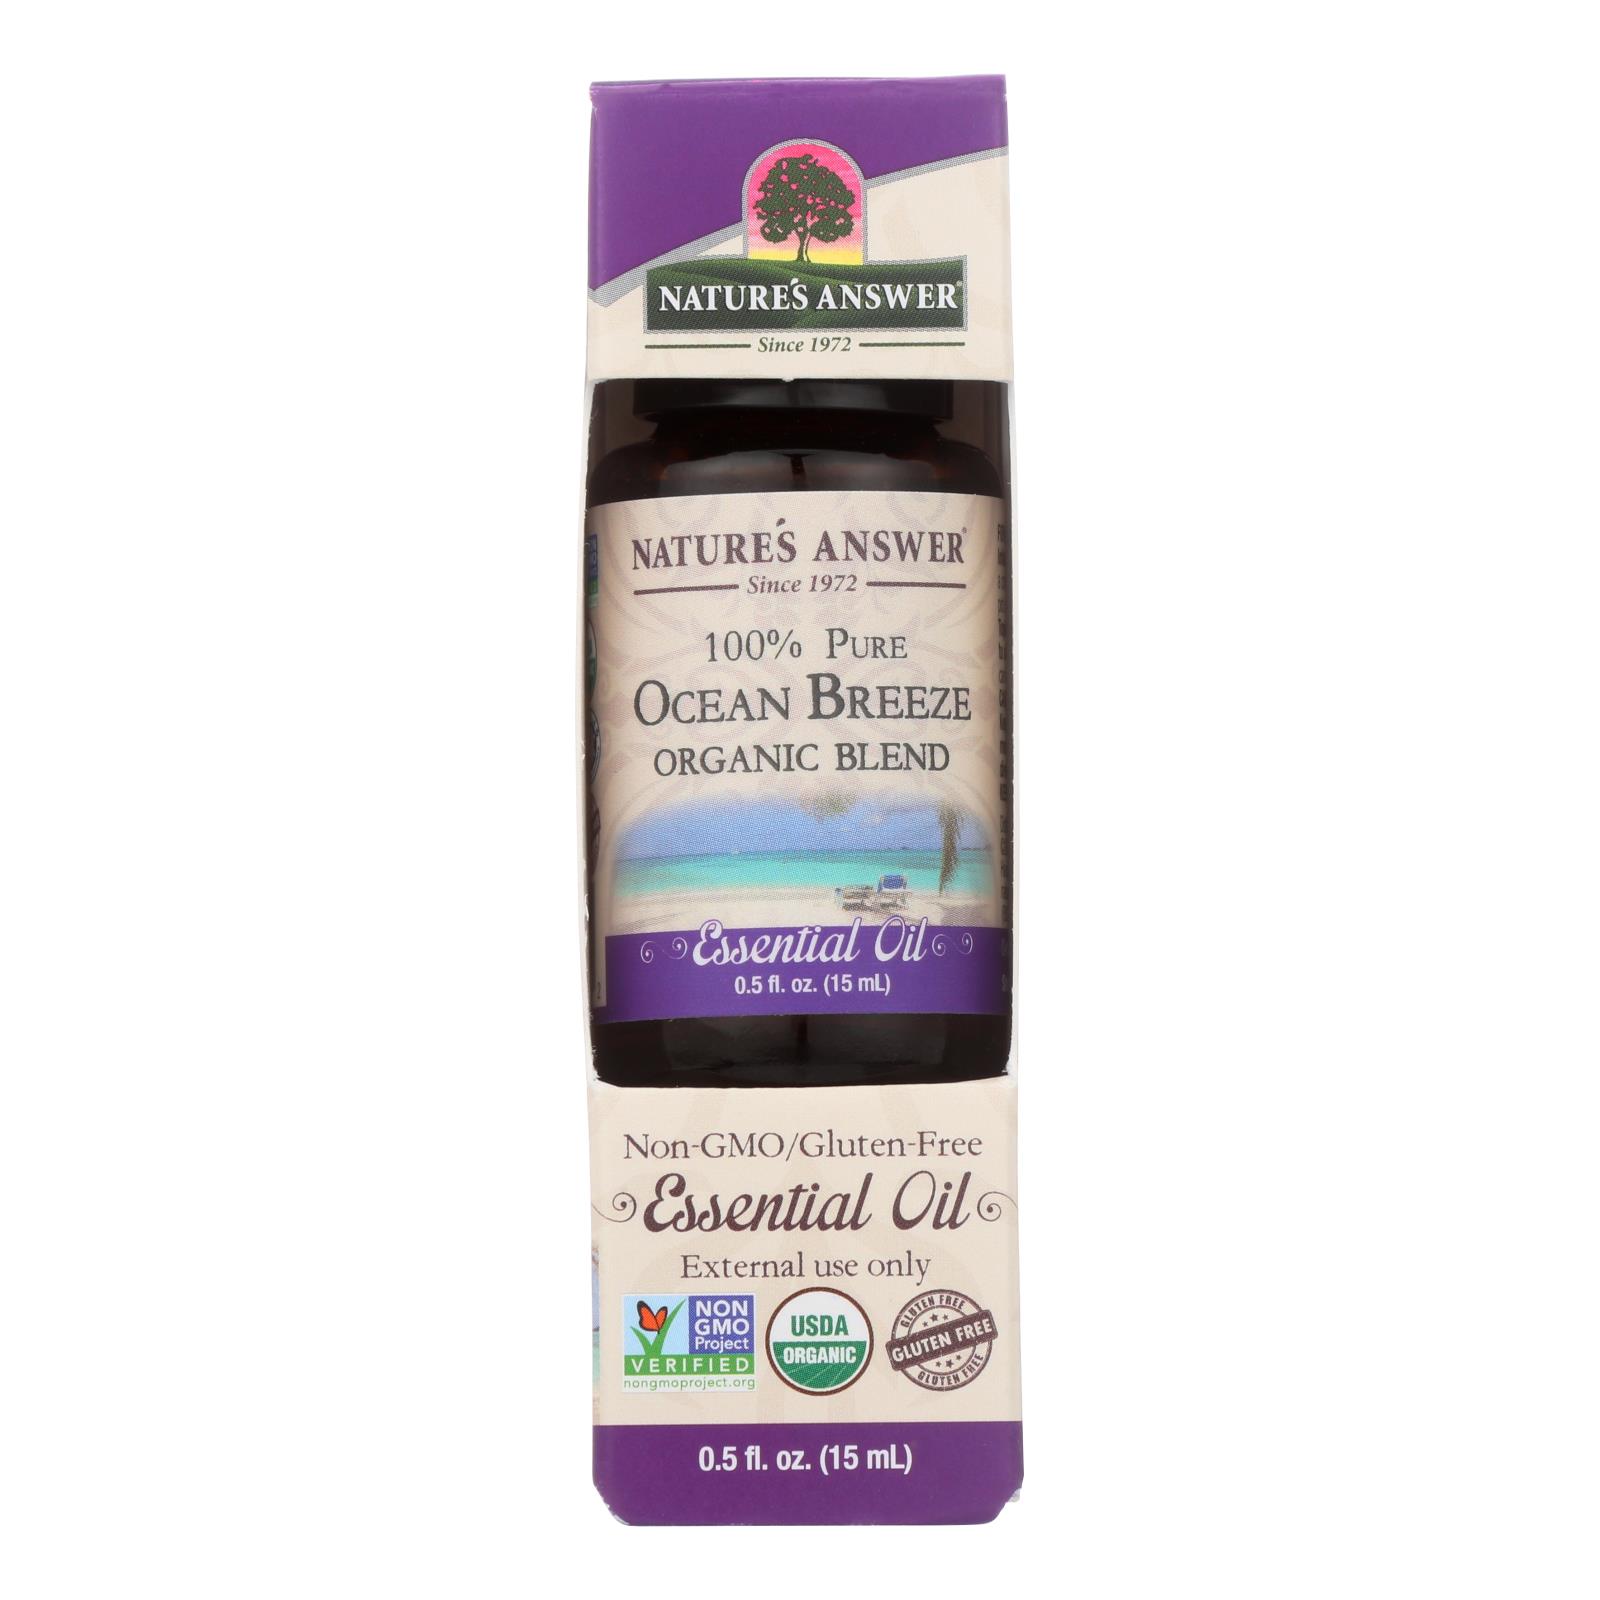 NATURE'S ANSWER®
Since 1972
NATURE'S ANSWER®
Since 1972
100% PURE
OCEAN BREEZE
ORGANIC BLEND
Essential Oil
0.5 fl. oz. (15 mL)
Non-GMO/Gluten-Free
Essential Oil
External use only
NON
GMO
Project
VERIFIED
nongmoproject.org
USDA
ORGANIC
GLUTEN FREE
GLUTEN FREE
GLUTEN FREE
0.5 fl. oz. (15 mL)